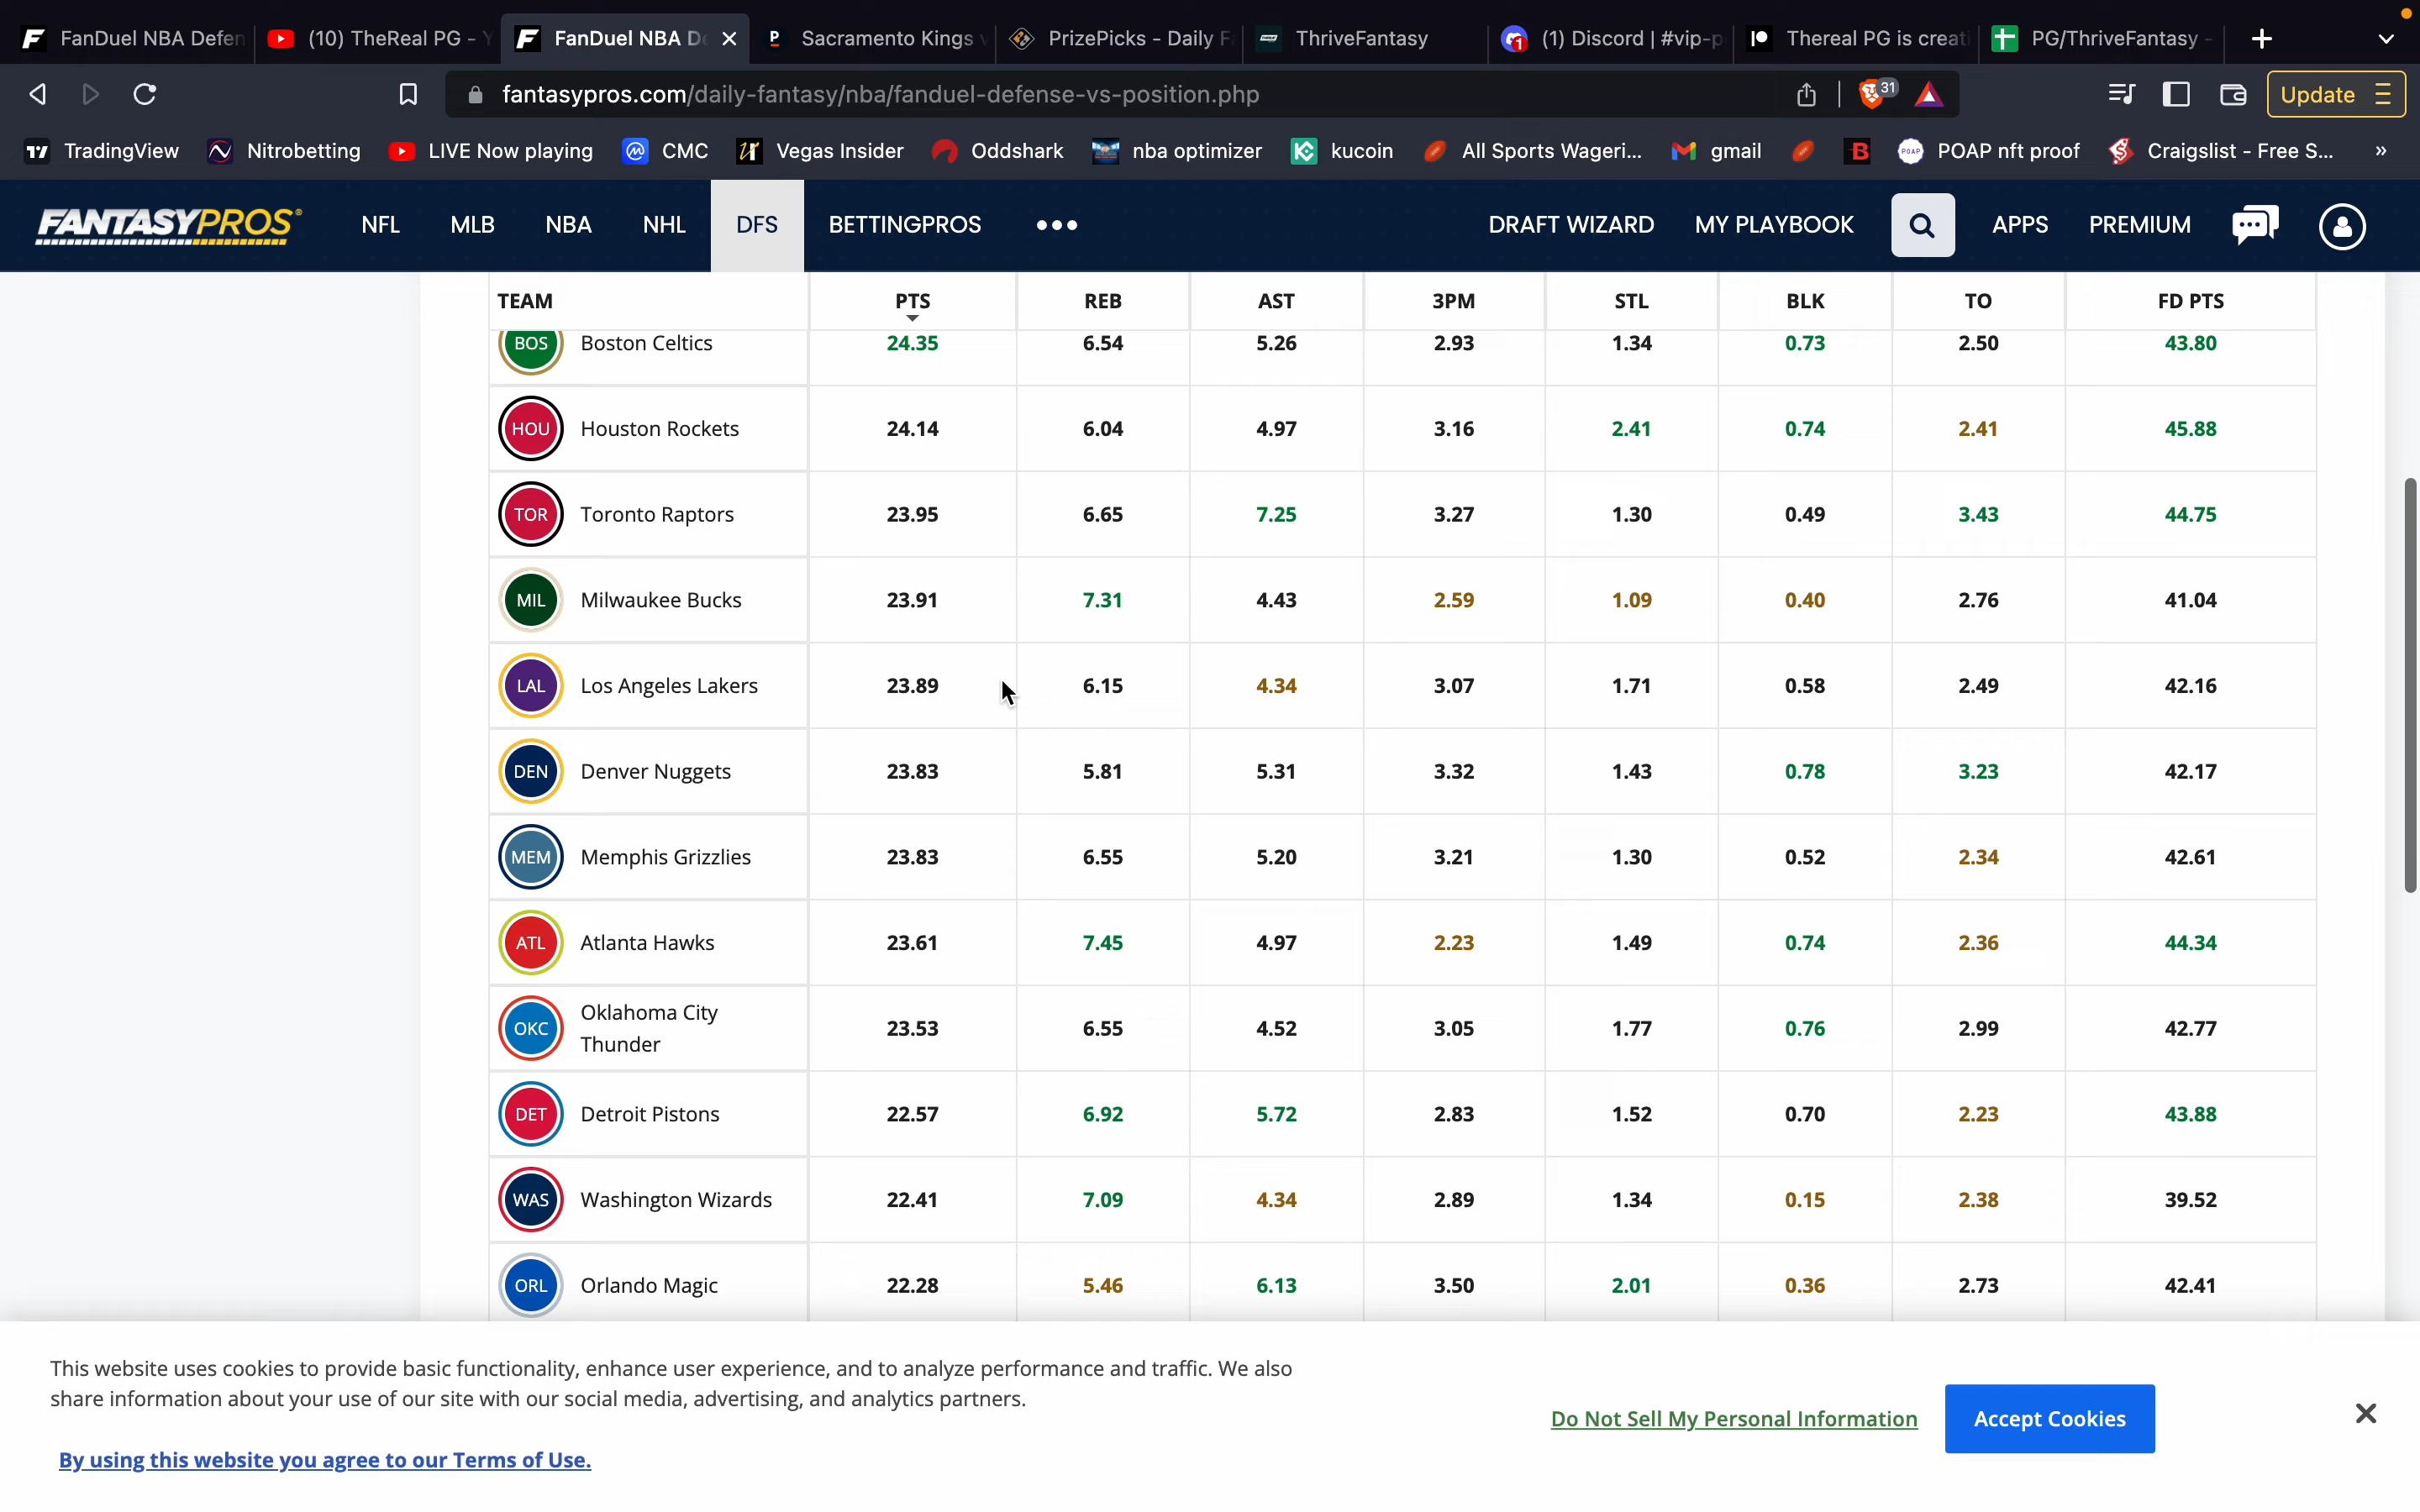 FanDuel NBA Defen
(10) TheReal PG - Y
FanDuel NBA De
Sacramento Kings v
PrizePicks - Daily Fa
ThriveFantasy
(1) Discord | #vip-p
Thereal PG is creati
PG/ThriveFantasy -
fantasypros.com/daily-fantasy/nba/fanduel-defense-vs-position.php
31
Update
TradingView
Nitrobetting
LIVE Now playing
CMC
Vegas Insider
Oddshark
nba optimizer
kucoin
All Sports Wageri...
gmail
B
POAP nft proof
Craigslist - Free S...
»
FANTASYPROS
NFL
MLB
NBA
NHL
DFS
BETTINGPROS
DRAFT WIZARD
MY PLAYBOOK
APPS
PREMIUM
TEAM PTS REB AST 3PM STL BLK TO FD PTS
BOS Boston Celtics 24.35 6.54 5.26 2.93 1.34 0.73 2.50 43.80
HOU Houston Rockets 24.14 6.04 4.97 3.16 2.41 0.74 2.41 45.88
TOR Toronto Raptors 23.95 6.65 7.25 3.27 1.30 0.49 3.43 44.75
MIL Milwaukee Bucks 23.91 7.31 4.43 2.59 1.09 0.40 2.76 41.04
LAL Los Angeles Lakers 23.89 6.15 4.34 3.07 1.71 0.58 2.49 42.16
DEN Denver Nuggets 23.83 5.81 5.31 3.32 1.43 0.78 3.23 42.17
MEM Memphis Grizzlies 23.83 6.55 5.20 3.21 1.30 0.52 2.34 42.61
ATL Atlanta Hawks 23.61 7.45 4.97 2.23 1.49 0.74 2.36 44.34
OKC Oklahoma City Thunder 23.53 6.55 4.52 3.05 1.77 0.76 2.99 42.77
DET Detroit Pistons 22.57 6.92 5.72 2.83 1.52 0.70 2.23 43.88
WAS Washington Wizards 22.41 7.09 4.34 2.89 1.34 0.15 2.38 39.52
ORL Orlando Magic 22.28 5.46 6.13 3.50 2.01 0.36 2.73 42.41
This website uses cookies to provide basic functionality, enhance user experience, and to analyze performance and traffic. We also
share information about your use of our site with our social media, advertising, and analytics partners.
By using this website you agree to our Terms of Use.
Do Not Sell My Personal Information
Accept Cookies